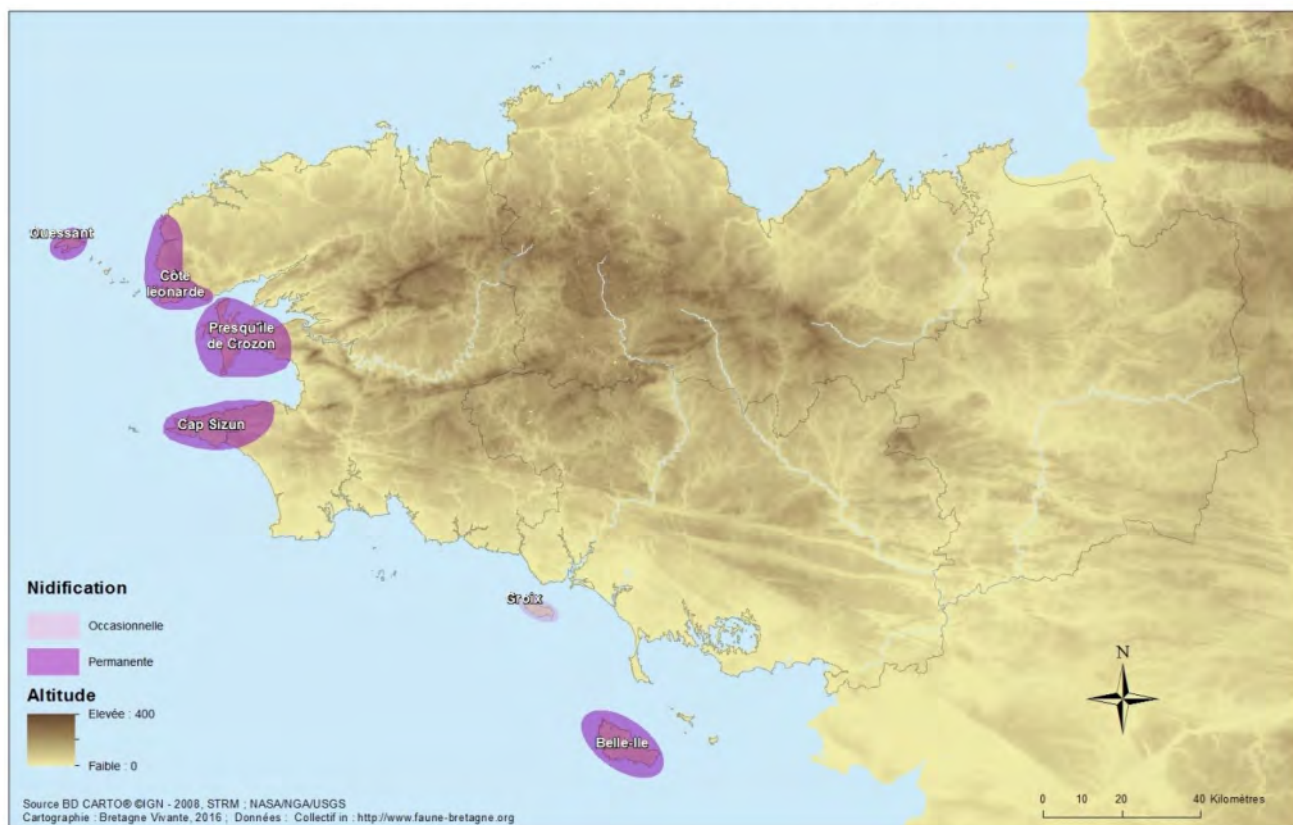 Ouessant
Côte
leonarde
Presqu'île
de Crozon
Cap Sizun
Groix
Belle-Ile
Nidification
Occasionnelle
Permanente
Altitude
Elevée : 400
Faible : 0
N
0 10 20 40 Kilomètres
Source BD CARTO® ©IGN - 2008, STRM ; NASA/NGA/USGS
Cartographie : Bretagne Vivante, 2016 ; Données : Collectif in : http://www.faune-bretagne.org